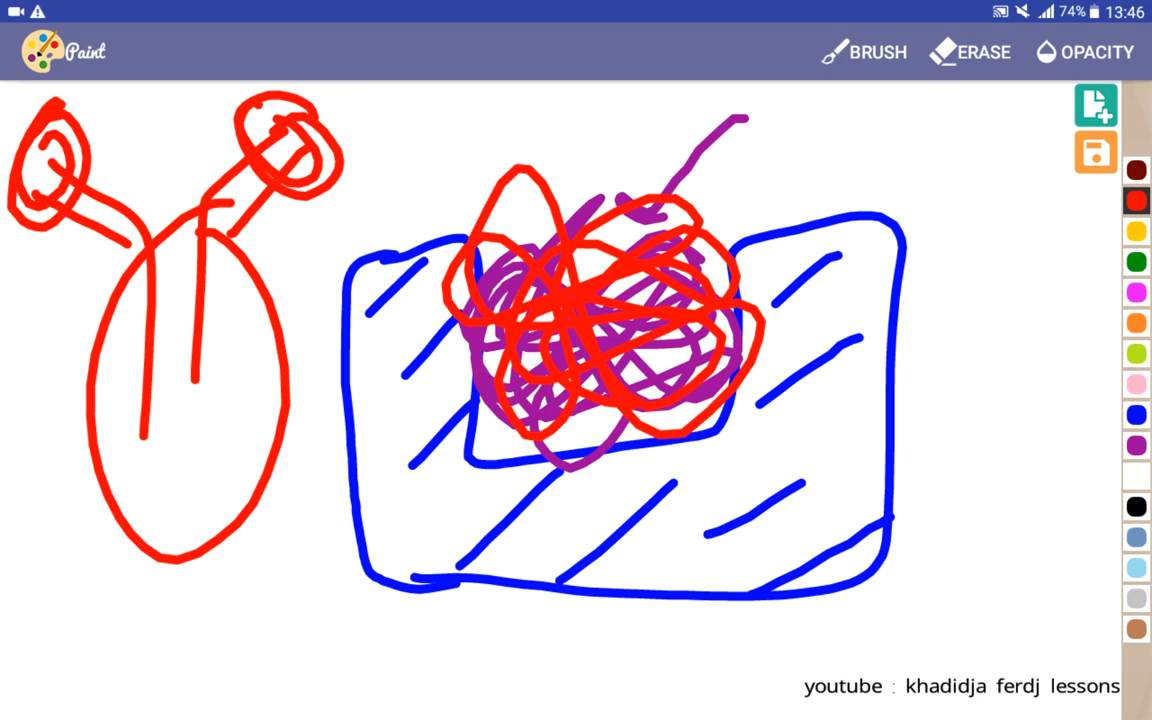 74% 13:46
Paint BRUSH ERASE OPACITY
youtube : khadidja ferdj lessons